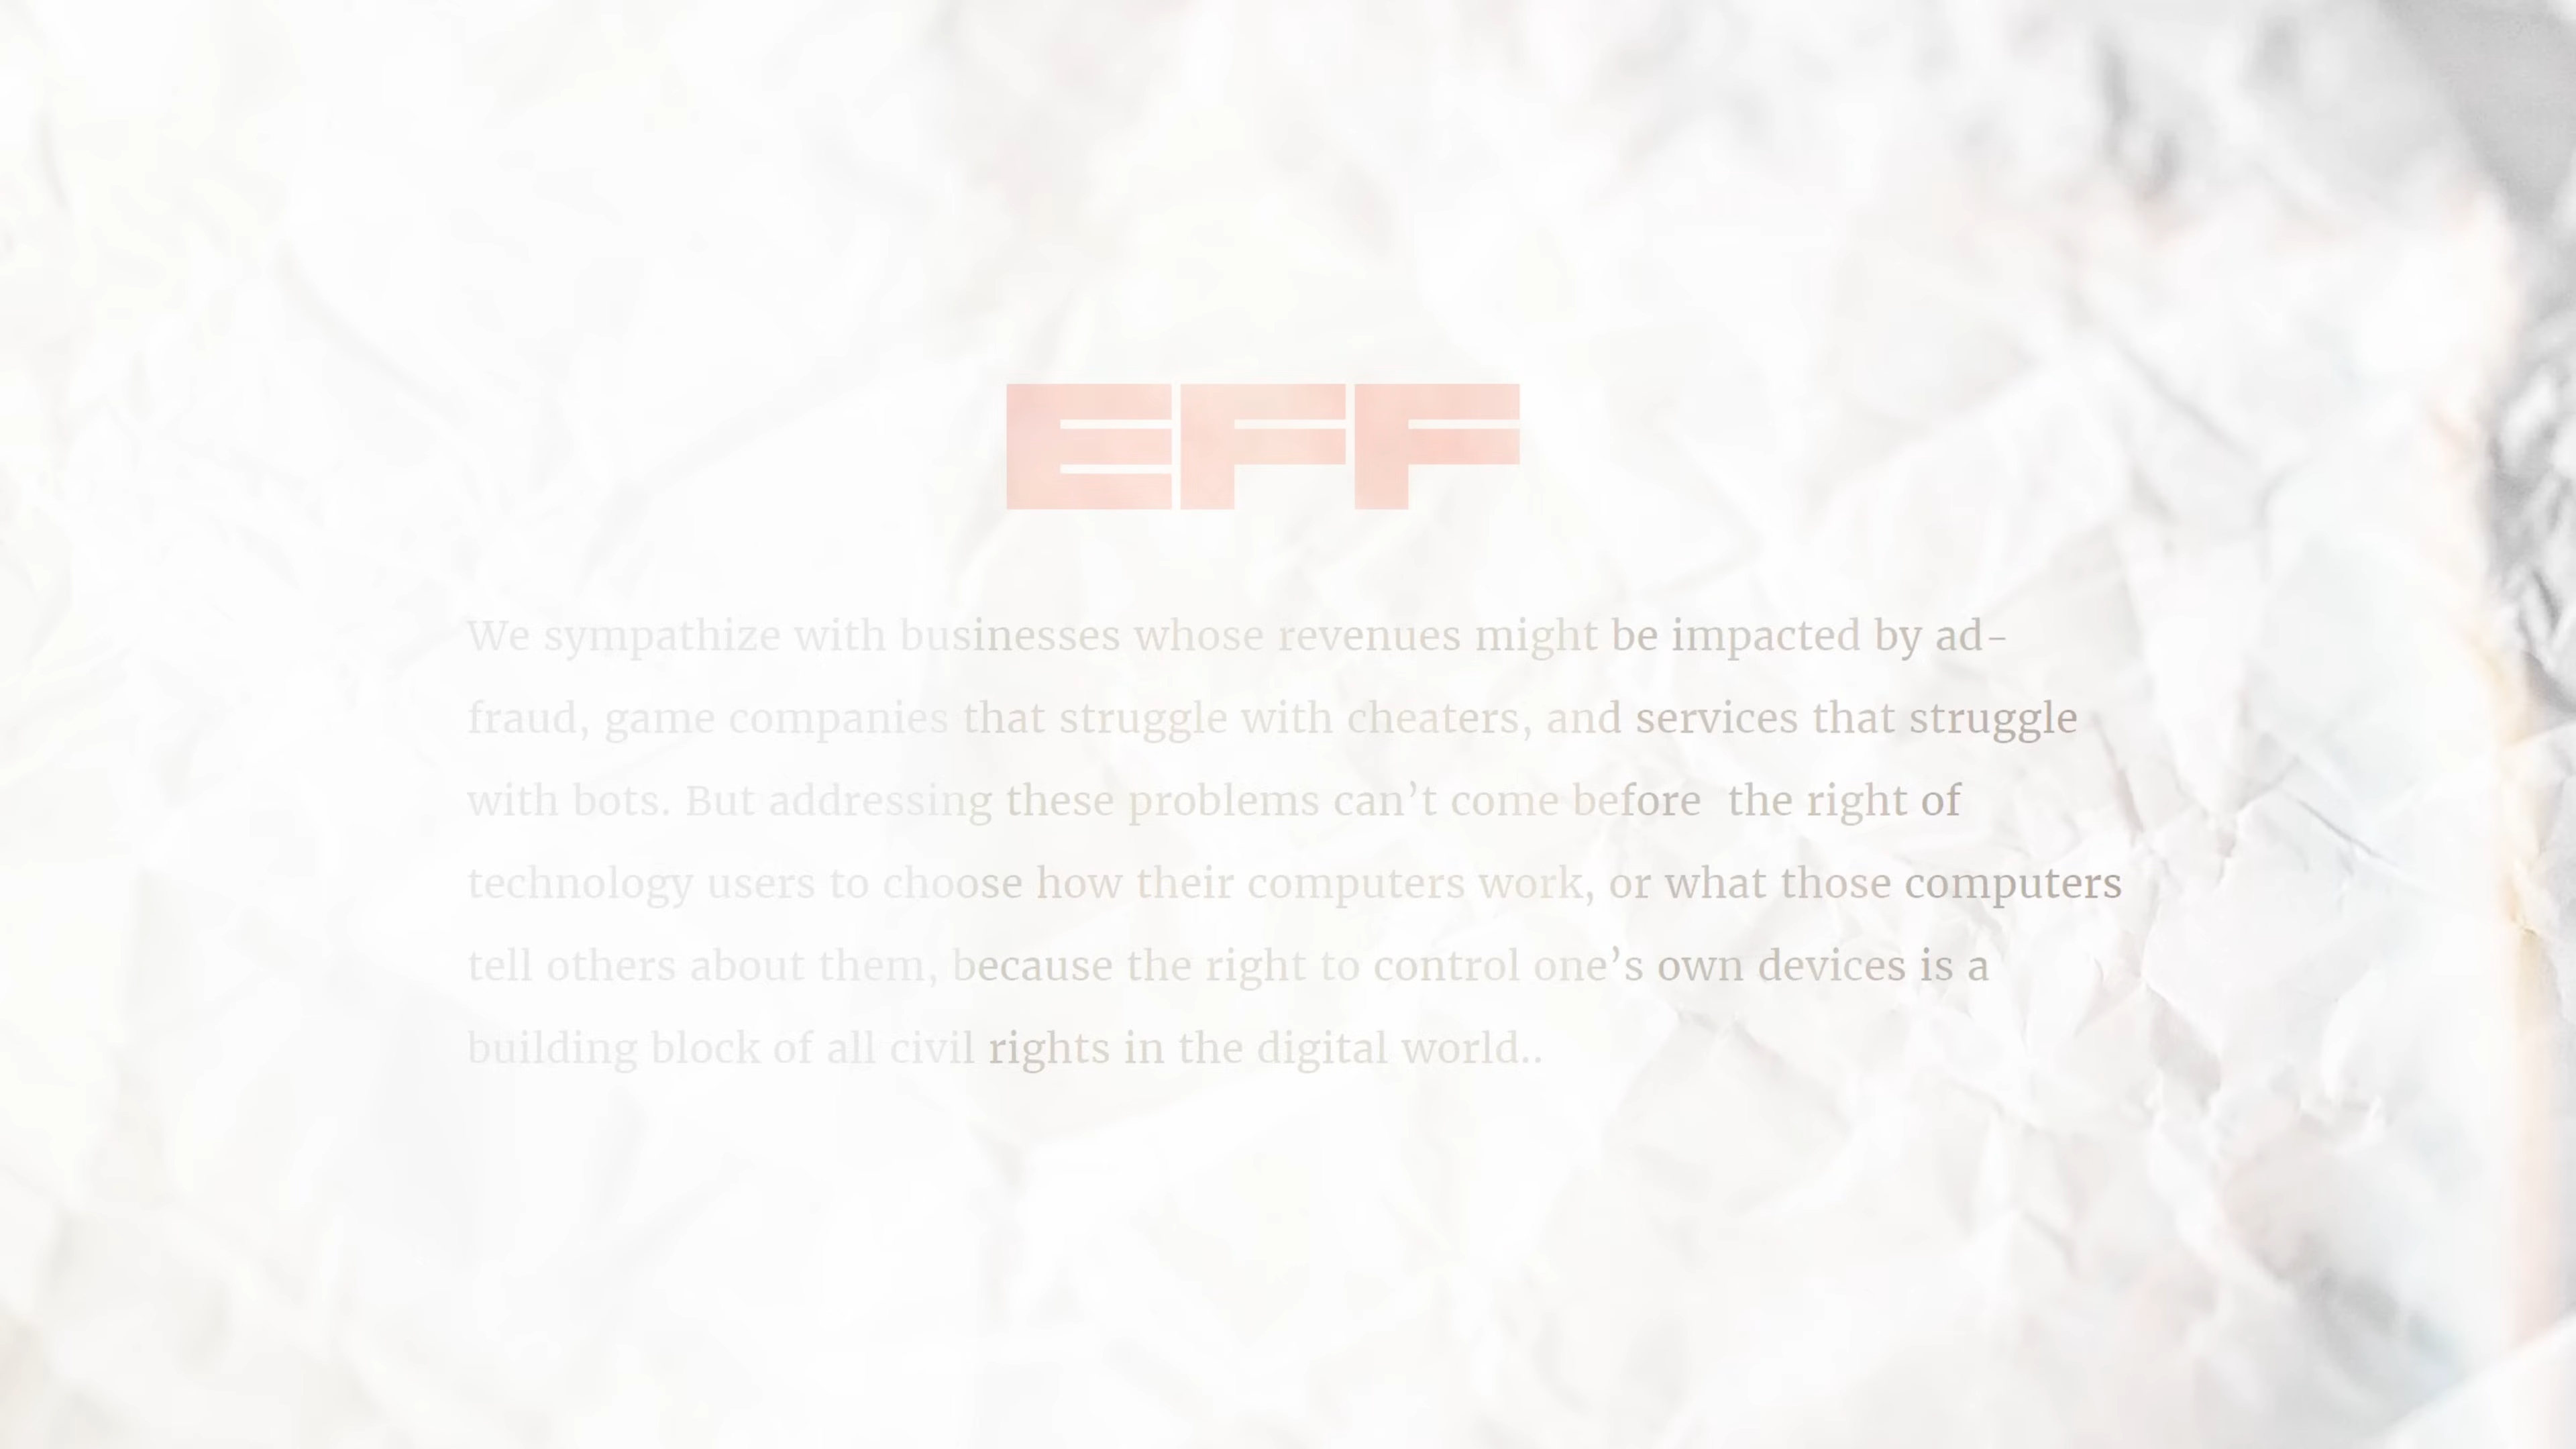 EFF
We sympathize with businesses whose revenues might be impacted by ad-
fraud, game companies that struggle with cheaters, and services that struggle
with bots. But addressing these problems can’t come before  the right of
technology users to choose how their computers work, or what those computers
tell others about them, because the right to control one’s own devices is a
building block of all civil rights in the digital world..